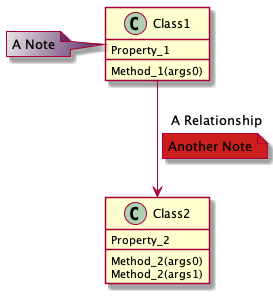 C Class1
A Note
Property_1
Method_1(args0)
A Relationship
Another Note
C Class2
Property_2
Method_2(args0)
Method_2(args1)